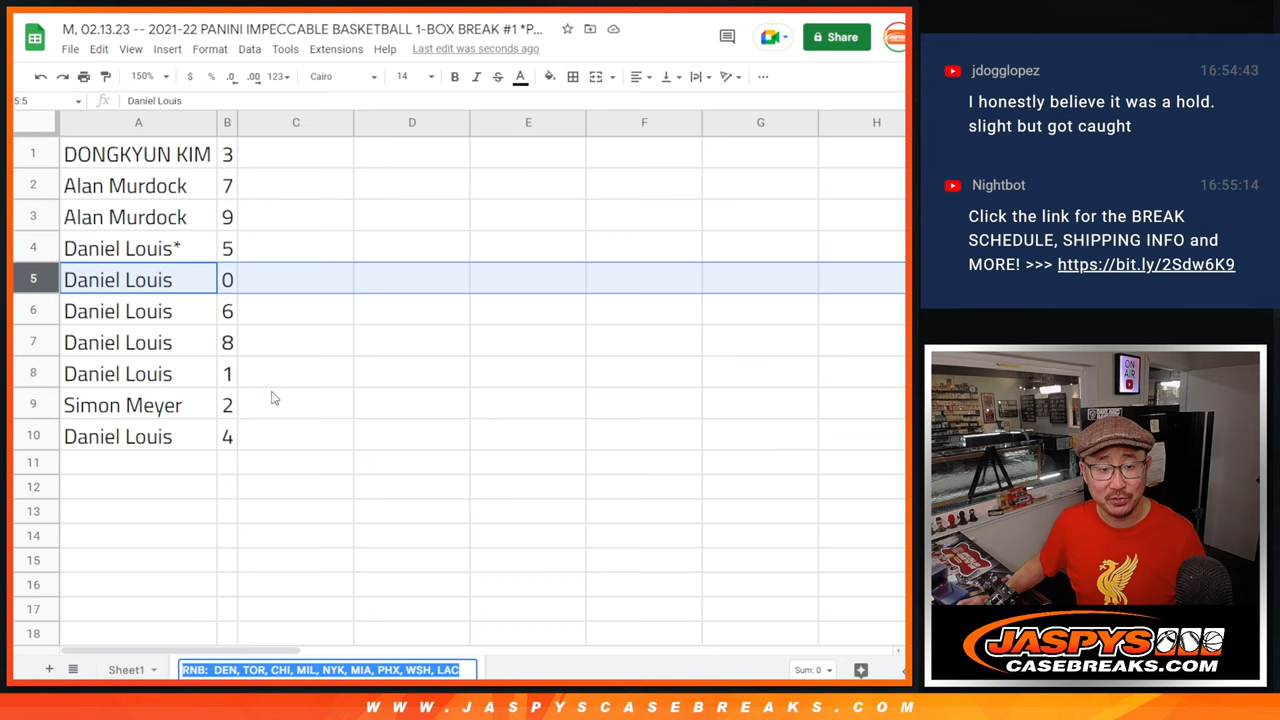 M, 02.13.23 -- 2021-22 PANINI IMPECCABLE BASKETBALL 1-BOX BREAK #1 *P...
Share
File Edit View Insert Format Data Tools Extensions Help Last edit was seconds ago
150% $ % .0 .00 123 Cairo 14 B I S A
5:5 fx Daniel Louis
A B C D E F G H
1 DONGKYUN KIM 3
2 Alan Murdock 7
3 Alan Murdock 9
4 Daniel Louis* 5
5 Daniel Louis 0
6 Daniel Louis 6
7 Daniel Louis 8
8 Daniel Louis 1
9 Simon Meyer 2
10 Daniel Louis 4
11
12
13
14
15
16
17
18
Sheet1 RNB: DEN, TOR, CHI, MIL, NYK, MIA, PHX, WSH, LAC Sum: 0
jdogglopez 16:54:43
I honestly believe it was a hold.
slight but got caught
Nightbot 16:55:14
Click the link for the BREAK
SCHEDULE, SHIPPING INFO and
MORE! >>> https://bit.ly/2Sdw6K9
ON
AIR
JASPYS
CASEBREAKS.COM
WWW.JASPYSCASEBREAKS.COM